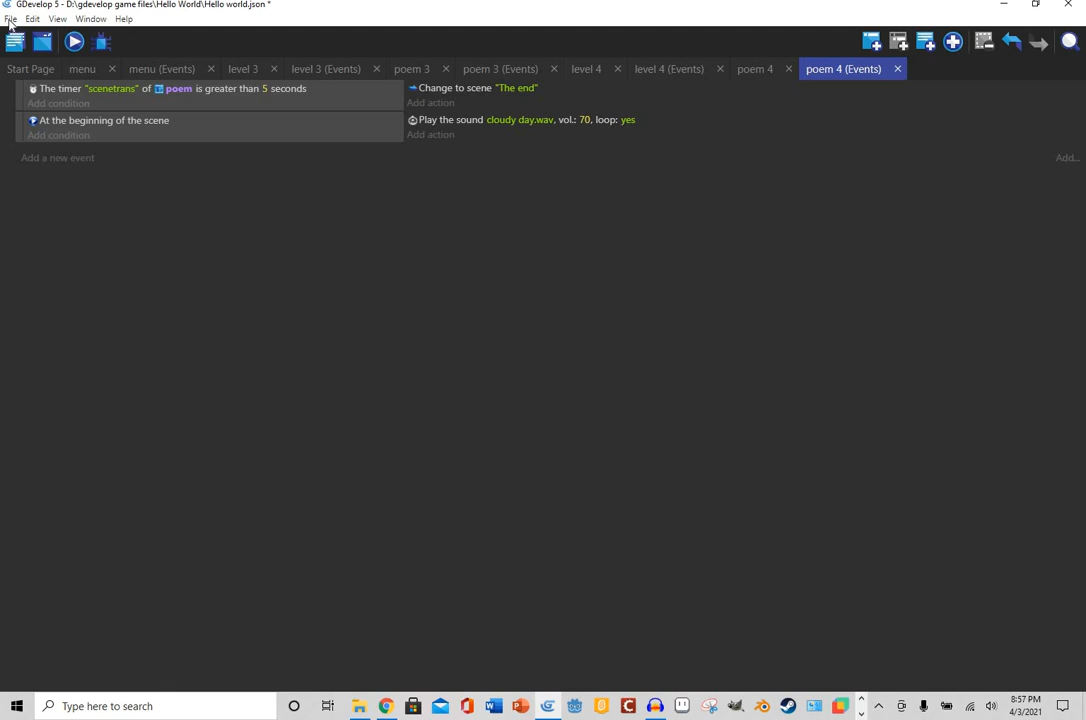 GDevelop 5 - D:\gdevelop game files\Hello World\Hello world.json *
File Edit View Window Help
Start Page menu menu (Events) level 3 level 3 (Events) poem 3 poem 3 (Events) level 4 level 4 (Events) poem 4 poem 4 (Events)
The timer "scenetrans" of poem is greater than 5 seconds Change to scene "The end"
Add condition Add action
At the beginning of the scene Play the sound cloudy day.wav, vol.: 70, loop: yes
Add condition Add action
Add a new event Add...
Type here to search 8:57 PM
4/3/2021